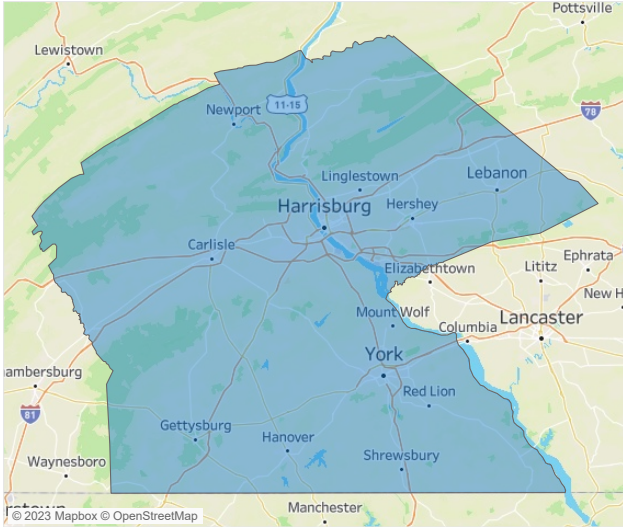 Pottsville
Lewistown
11-15
Newport
78
Linglestown
Lebanon
Harrisburg
Hershey
Carlisle
Ephrata
Elizabethtown
Lititz
New H
Mount Wolf
Lancaster
Columbia
York
ambersburg
Red Lion
81
Gettysburg
Hanover
Shrewsbury
Waynesboro
Manchester
© 2023 Mapbox © OpenStreetMap